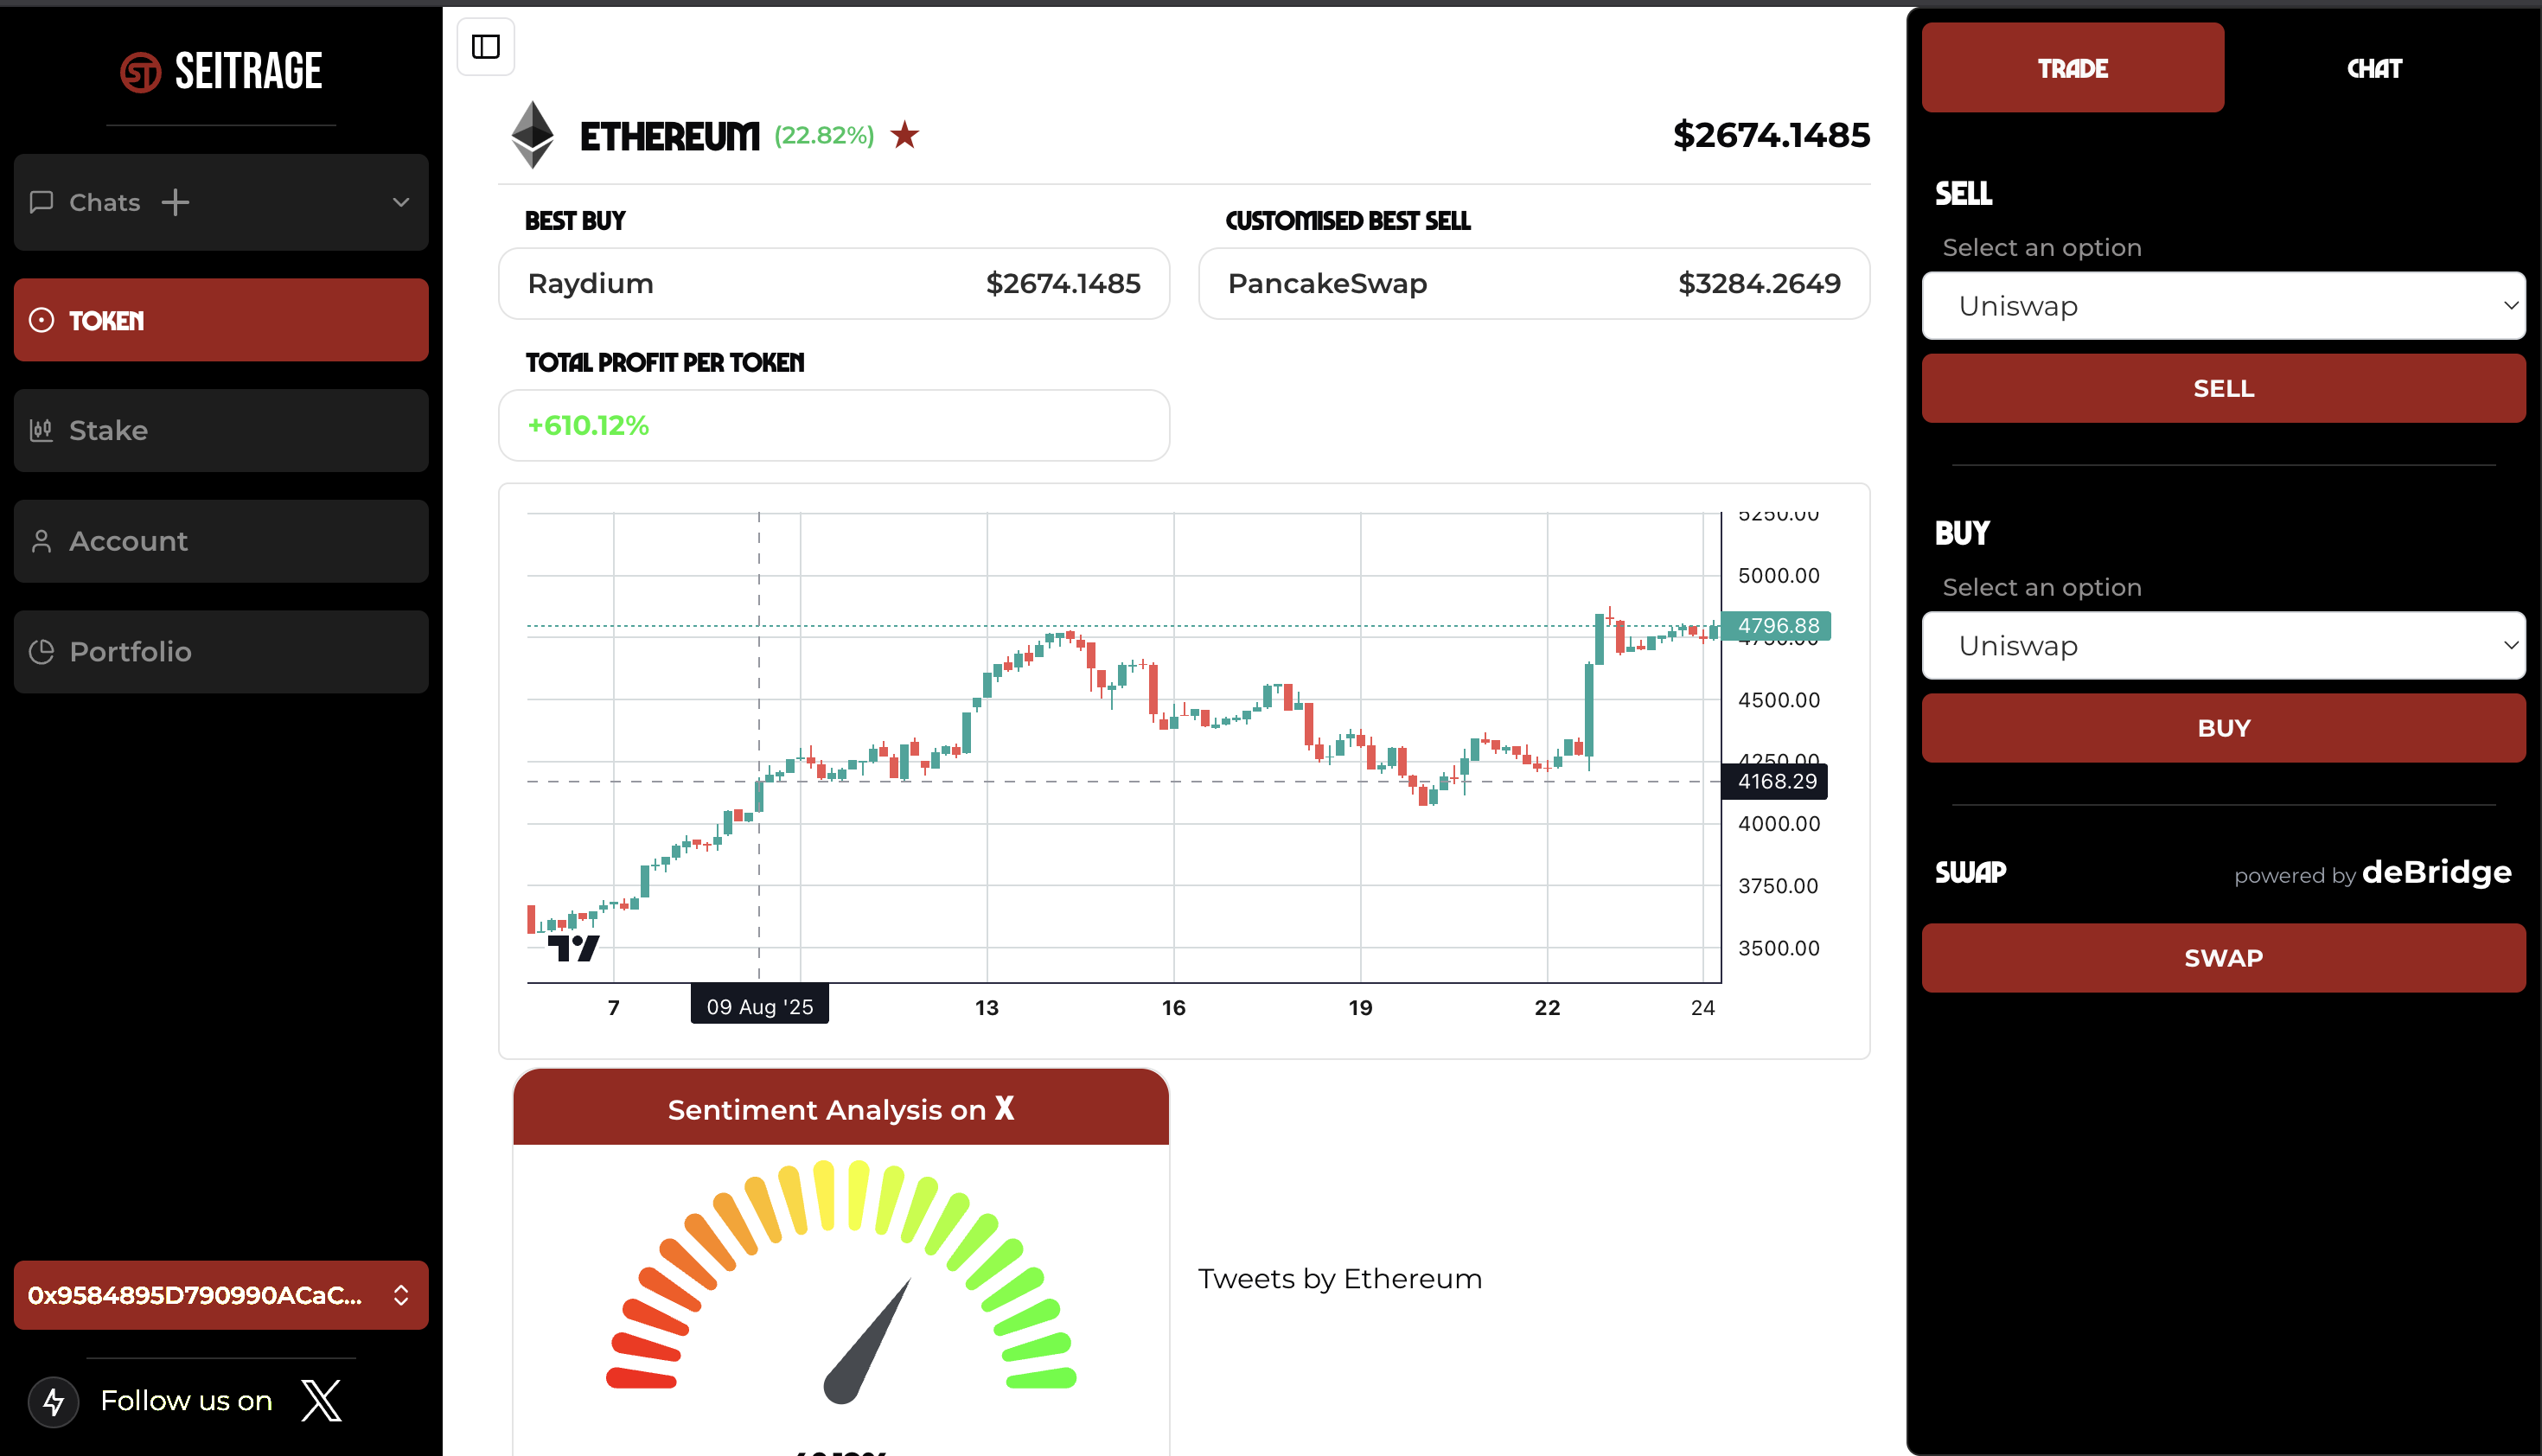 SEITRAGE
Chats
TOKEN
Stake
Account
Portfolio
0x9584895D790990ACaC...
Follow us on X
ETHEREUM (22.82%) $2674.1485
BEST BUY
Raydium $2674.1485
CUSTOMISED BEST SELL
PancakeSwap $3284.2649
TOTAL PROFIT PER TOKEN
+610.12%
5250.00
5000.00
4796.88
4750.00
4500.00
4250.00
4168.29
4000.00
3750.00
3500.00
7 09 Aug '25 13 16 19 22 24
Sentiment Analysis on X
Tweets by Ethereum
TRADE CHAT
SELL
Select an option
Uniswap
SELL
BUY
Select an option
Uniswap
BUY
SWAP powered by deBridge
SWAP